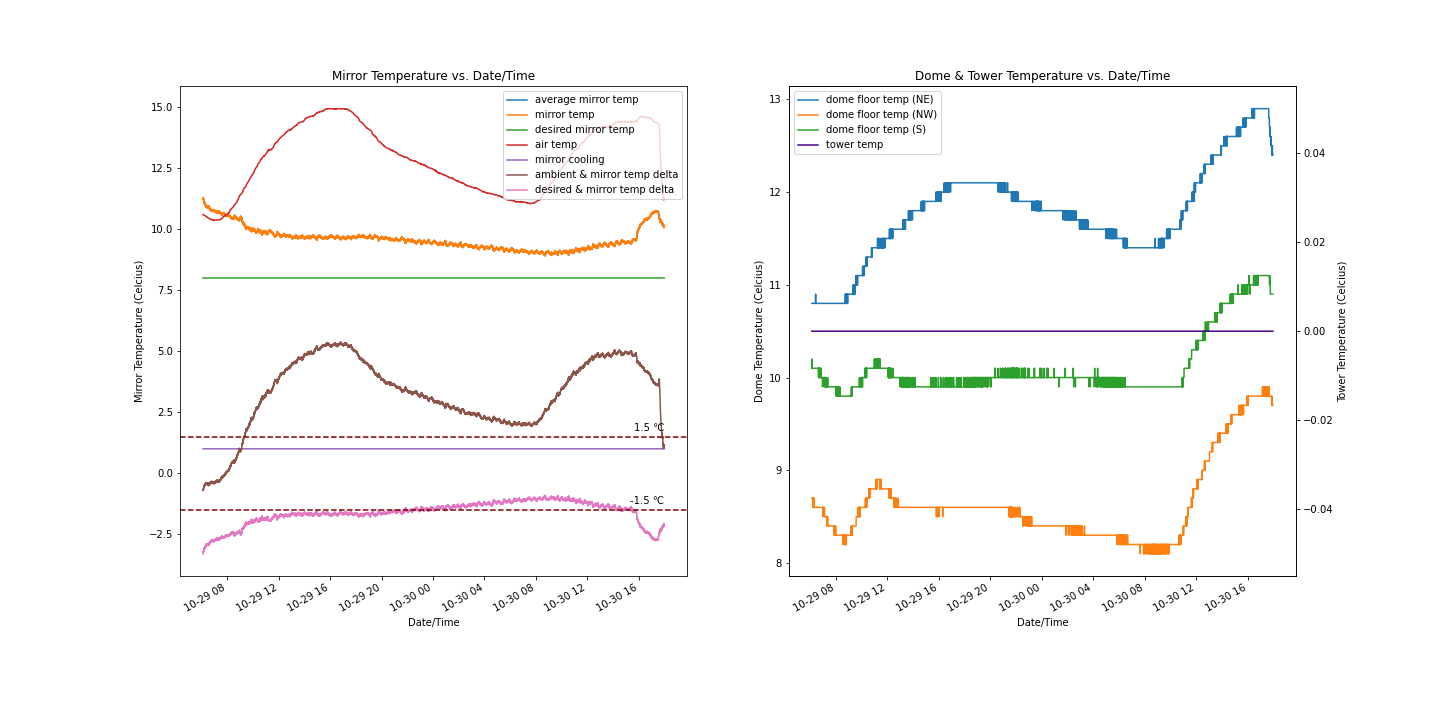 Mirror Temperature vs. Date/Time
15.0
12.5
10.0
7.5
5.0
2.5
0.0
−2.5
Mirror Temperature (Celcius)
average mirror temp
mirror temp
desired mirror temp
air temp
mirror cooling
ambient & mirror temp delta
desired & mirror temp delta
1.5 °C
-1.5 °C
10-29 08
10-29 12
10-29 16
10-29 20
10-30 00
10-30 04
10-30 08
10-30 12
10-30 16
Date/Time
Dome & Tower Temperature vs. Date/Time
13
12
11
10
9
8
Dome Temperature (Celcius)
dome floor temp (NE)
dome floor temp (NW)
dome floor temp (S)
tower temp
0.04
0.02
0.00
−0.02
−0.04
Tower Temperature (Celcius)
10-29 08
10-29 12
10-29 16
10-29 20
10-30 00
10-30 04
10-30 08
10-30 12
10-30 16
Date/Time